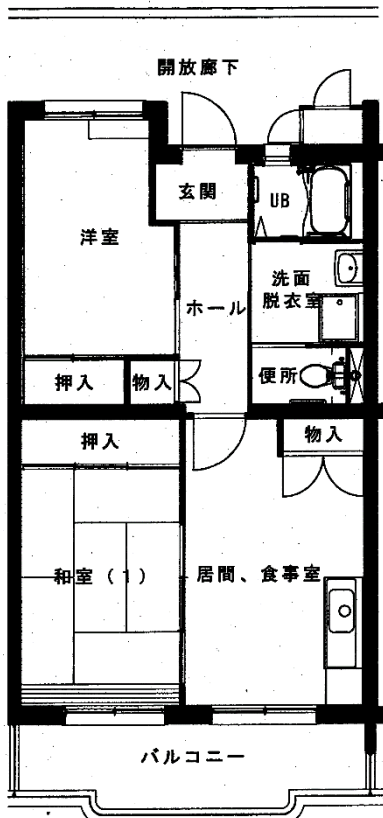 開放廊下
玄関
UB
洋室
洗面
脱衣室
ホール
押入
物入
便所
押入
物入
和室(1)
居間、食事室
バルコニー